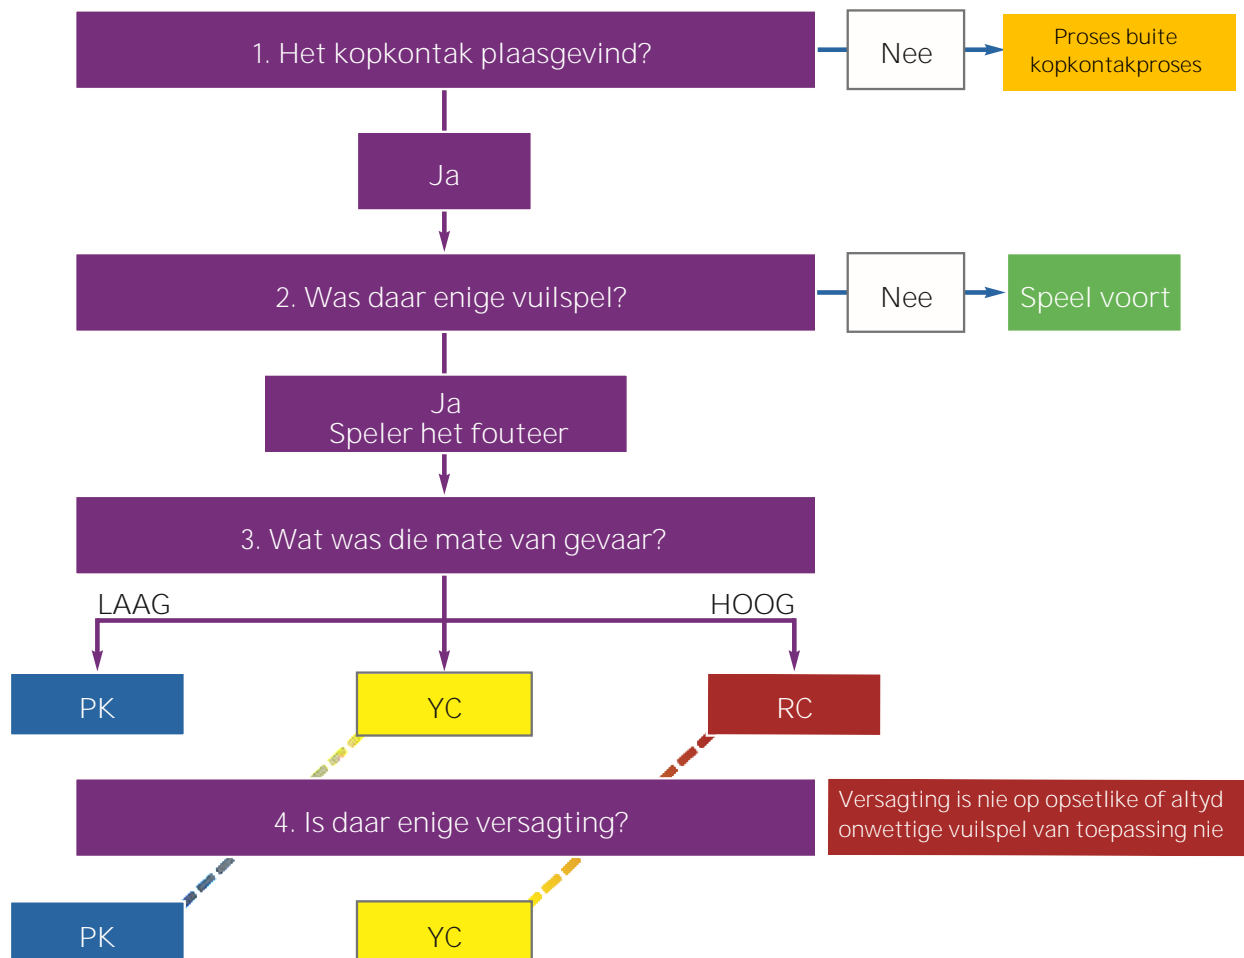 1. Het kopkontak plaasgevind?
Nee
Proses buite
kopkontakproses
Ja
2. Was daar enige vuilspel?
Nee
Speel voort
Ja
Speler het fouteer
3. Wat was die mate van gevaar?
LAAG
HOOG
PK
YC
RC
4. Is daar enige versagting?
Versagting is nie op opsetlike of altyd
onwettige vuilspel van toepassing nie
PK
YC